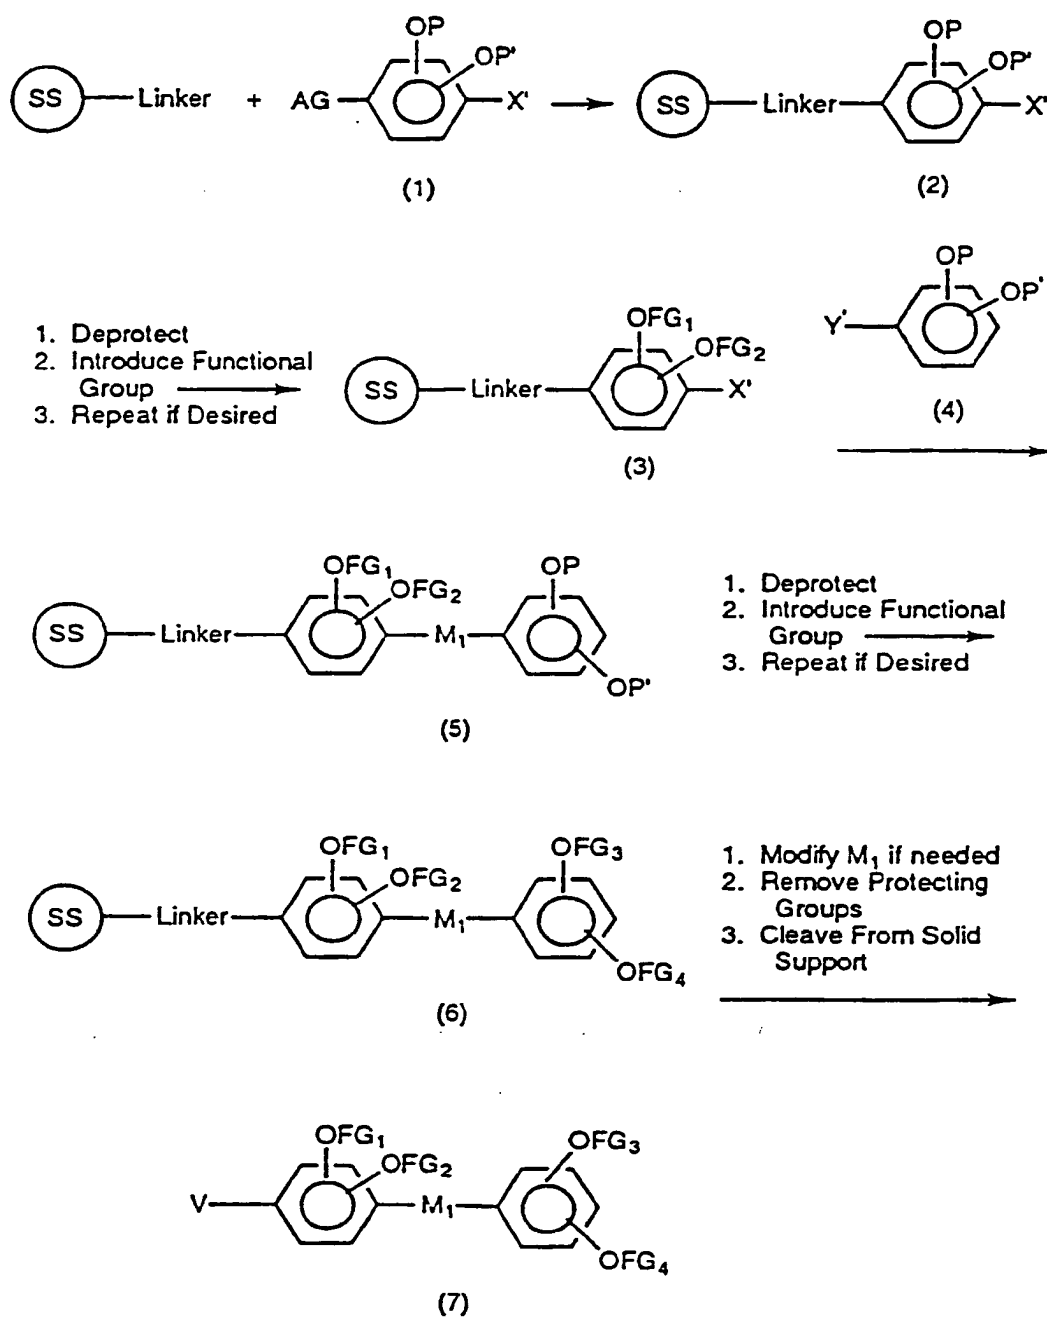 OP
OP'
SS Linker + AG X'
(1)
OP
OP'
SS Linker X'
(2)
1. Deprotect
2. Introduce Functional
Group
3. Repeat if Desired
OFG1
OFG2
SS Linker X'
(3)
OP
OP'
Y'
(4)
OFG1
OFG2
OP
SS Linker M1
OP'
(5)
1. Deprotect
2. Introduce Functional
Group
3. Repeat if Desired
OFG1
OFG2
OFG3
SS Linker M1
OFG4
(6)
1. Modify M1 if needed
2. Remove Protecting
Groups
3. Cleave From Solid
Support
OFG1
OFG2
OFG3
V M1
OFG4
(7)